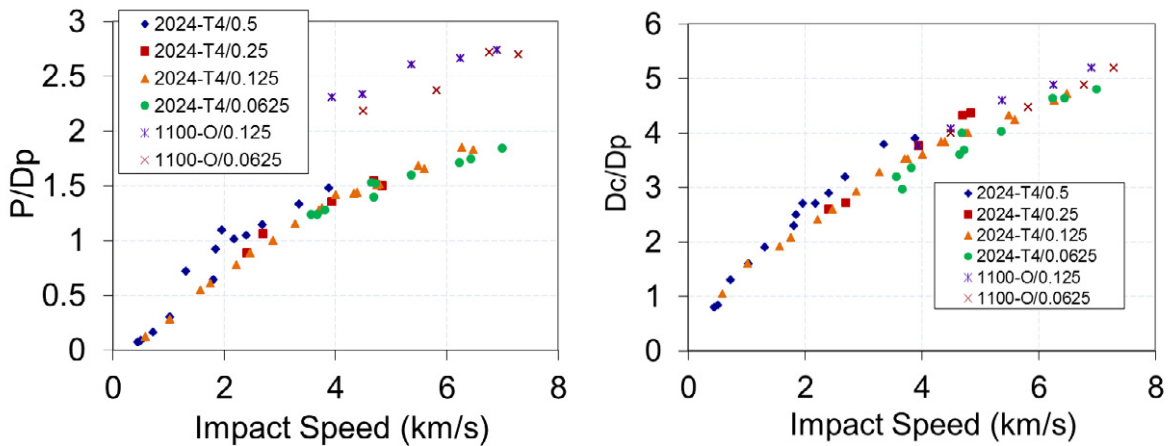 3
2.5
2
1.5
1
0.5
0
P/Dp
2024-T4/0.5
2024-T4/0.25
2024-T4/0.125
2024-T4/0.0625
1100-O/0.125
1100-O/0.0625
0 2 4 6 8
Impact Speed (km/s)
6
5
4
3
2
1
0
Dc/Dp
2024-T4/0.5
2024-T4/0.25
2024-T4/0.125
2024-T4/0.0625
1100-O/0.125
1100-O/0.0625
0 2 4 6 8
Impact Speed (km/s)